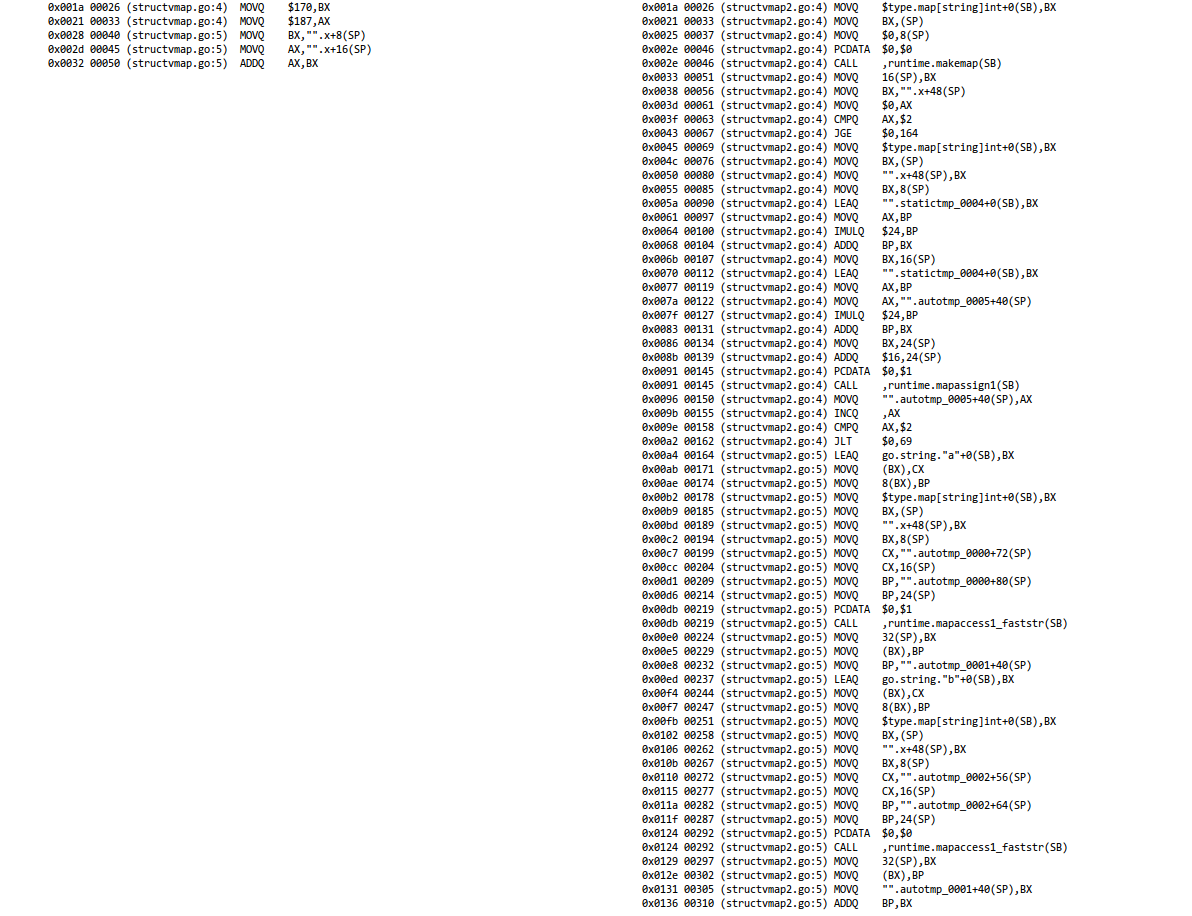 0x001a 00026 (structvmap.go:4) MOVQ $170,BX
0x0021 00033 (structvmap.go:4) MOVQ $187,AX
0x0028 00040 (structvmap.go:5) MOVQ BX,"".x+8(SP)
0x002d 00045 (structvmap.go:5) MOVQ AX,"".x+16(SP)
0x0032 00050 (structvmap.go:5) ADDQ AX,BX
0x001a 00026 (structvmap2.go:4) MOVQ $type.map[string]int+0(SB),BX
0x0021 00033 (structvmap2.go:4) MOVQ BX,(SP)
0x0025 00037 (structvmap2.go:4) MOVQ $0,8(SP)
0x002e 00046 (structvmap2.go:4) PCDATA $0,$0
0x002e 00046 (structvmap2.go:4) CALL ,runtime.makemap(SB)
0x0033 00051 (structvmap2.go:4) MOVQ 16(SP),BX
0x0038 00056 (structvmap2.go:4) MOVQ BX,"".x+48(SP)
0x003d 00061 (structvmap2.go:4) MOVQ $0,AX
0x003f 00063 (structvmap2.go:4) CMPQ AX,$2
0x0043 00067 (structvmap2.go:4) JGE $0,164
0x0045 00069 (structvmap2.go:4) MOVQ $type.map[string]int+0(SB),BX
0x004c 00076 (structvmap2.go:4) MOVQ BX,(SP)
0x0050 00080 (structvmap2.go:4) MOVQ "".x+48(SP),BX
0x0055 00085 (structvmap2.go:4) MOVQ BX,8(SP)
0x005a 00090 (structvmap2.go:4) LEAQ "".statictmp_0004+0(SB),BX
0x0061 00097 (structvmap2.go:4) MOVQ AX,BP
0x0064 00100 (structvmap2.go:4) IMULQ $24,BP
0x0068 00104 (structvmap2.go:4) ADDQ BP,BX
0x006b 00107 (structvmap2.go:4) MOVQ BX,16(SP)
0x0070 00112 (structvmap2.go:4) LEAQ "".statictmp_0004+0(SB),BX
0x0077 00119 (structvmap2.go:4) MOVQ AX,BP
0x007a 00122 (structvmap2.go:4) MOVQ AX,"".autotmp_0005+40(SP)
0x007f 00127 (structvmap2.go:4) IMULQ $24,BP
0x0083 00131 (structvmap2.go:4) ADDQ BP,BX
0x0086 00134 (structvmap2.go:4) MOVQ BX,24(SP)
0x008b 00139 (structvmap2.go:4) ADDQ $16,24(SP)
0x0091 00145 (structvmap2.go:4) PCDATA $0,$1
0x0091 00145 (structvmap2.go:4) CALL ,runtime.mapassign1(SB)
0x0096 00150 (structvmap2.go:4) MOVQ "".autotmp_0005+40(SP),AX
0x009b 00155 (structvmap2.go:4) INCQ ,AX
0x009e 00158 (structvmap2.go:4) CMPQ AX,$2
0x00a2 00162 (structvmap2.go:4) JLT $0,69
0x00a4 00164 (structvmap2.go:5) LEAQ go.string."a"+0(SB),BX
0x00ab 00171 (structvmap2.go:5) MOVQ (BX),CX
0x00ae 00174 (structvmap2.go:5) MOVQ 8(BX),BP
0x00b2 00178 (structvmap2.go:5) MOVQ $type.map[string]int+0(SB),BX
0x00b9 00185 (structvmap2.go:5) MOVQ BX,(SP)
0x00bd 00189 (structvmap2.go:5) MOVQ "".x+48(SP),BX
0x00c2 00194 (structvmap2.go:5) MOVQ BX,8(SP)
0x00c7 00199 (structvmap2.go:5) MOVQ CX,"".autotmp_0000+72(SP)
0x00cc 00204 (structvmap2.go:5) MOVQ CX,16(SP)
0x00d1 00209 (structvmap2.go:5) MOVQ BP,"".autotmp_0000+80(SP)
0x00d6 00214 (structvmap2.go:5) MOVQ BP,24(SP)
0x00db 00219 (structvmap2.go:5) PCDATA $0,$1
0x00db 00219 (structvmap2.go:5) CALL ,runtime.mapaccess1_faststr(SB)
0x00e0 00224 (structvmap2.go:5) MOVQ 32(SP),BX
0x00e5 00229 (structvmap2.go:5) MOVQ (BX),BP
0x00e8 00232 (structvmap2.go:5) MOVQ BP,"".autotmp_0001+40(SP)
0x00ed 00237 (structvmap2.go:5) LEAQ go.string."b"+0(SB),BX
0x00f4 00244 (structvmap2.go:5) MOVQ (BX),CX
0x00f7 00247 (structvmap2.go:5) MOVQ 8(BX),BP
0x00fb 00251 (structvmap2.go:5) MOVQ $type.map[string]int+0(SB),BX
0x0102 00258 (structvmap2.go:5) MOVQ BX,(SP)
0x0106 00262 (structvmap2.go:5) MOVQ "".x+48(SP),BX
0x010b 00267 (structvmap2.go:5) MOVQ BX,8(SP)
0x0110 00272 (structvmap2.go:5) MOVQ CX,"".autotmp_0002+56(SP)
0x0115 00277 (structvmap2.go:5) MOVQ CX,16(SP)
0x011a 00282 (structvmap2.go:5) MOVQ BP,"".autotmp_0002+64(SP)
0x011f 00287 (structvmap2.go:5) MOVQ BP,24(SP)
0x0124 00292 (structvmap2.go:5) PCDATA $0,$0
0x0124 00292 (structvmap2.go:5) CALL ,runtime.mapaccess1_faststr(SB)
0x0129 00297 (structvmap2.go:5) MOVQ 32(SP),BX
0x012e 00302 (structvmap2.go:5) MOVQ (BX),BP
0x0131 00305 (structvmap2.go:5) MOVQ "".autotmp_0001+40(SP),BX
0x0136 00310 (structvmap2.go:5) ADDQ BP,BX